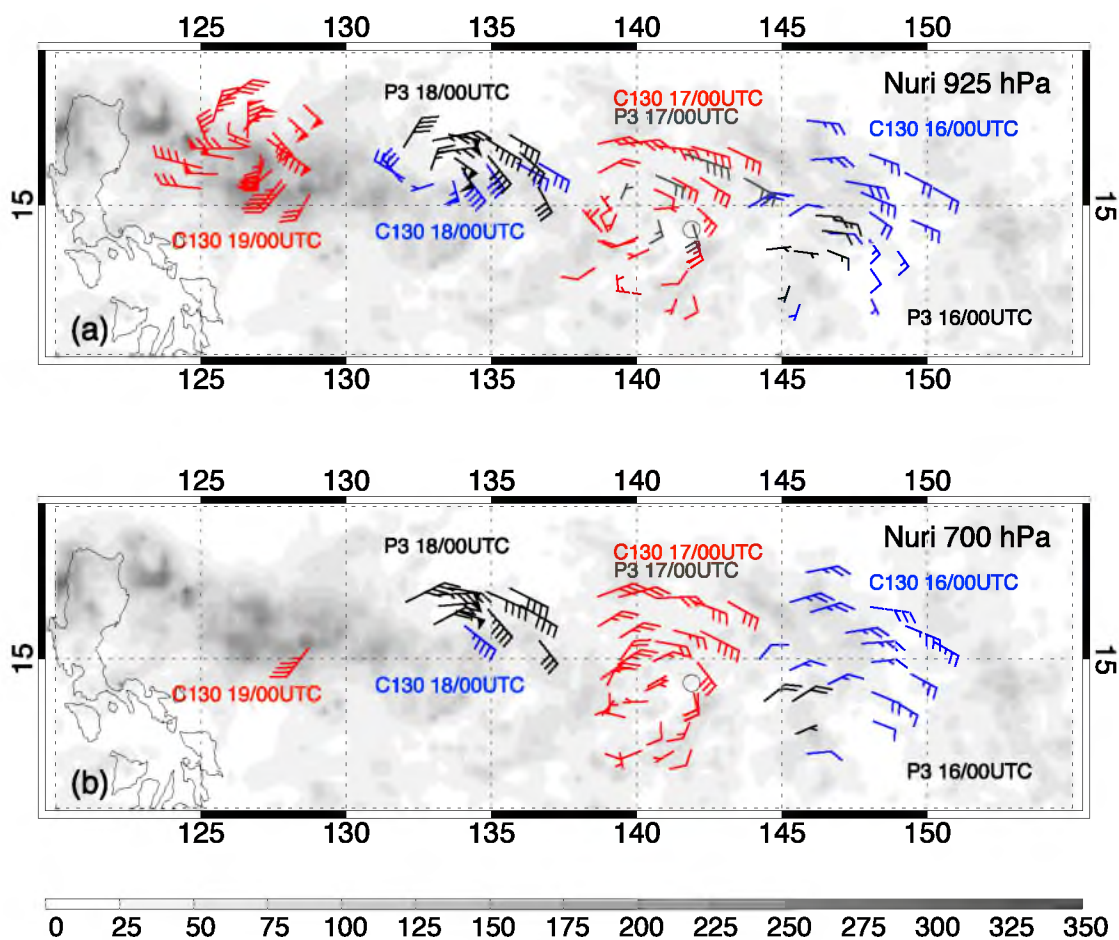 125 130 135 140 145 150
Nuri 925 hPa
P3 18/00UTC
C130 17/00UTC
P3 17/00UTC
C130 16/00UTC
15 15
C130 19/00UTC
C130 18/00UTC
P3 16/00UTC
(a)
125 130 135 140 145 150
125 130 135 140 145 150
Nuri 700 hPa
P3 18/00UTC
C130 17/00UTC
P3 17/00UTC
C130 16/00UTC
15 15
C130 19/00UTC
C130 18/00UTC
P3 16/00UTC
(b)
125 130 135 140 145 150
0 25 50 75 100 125 150 175 200 225 250 275 300 325 350